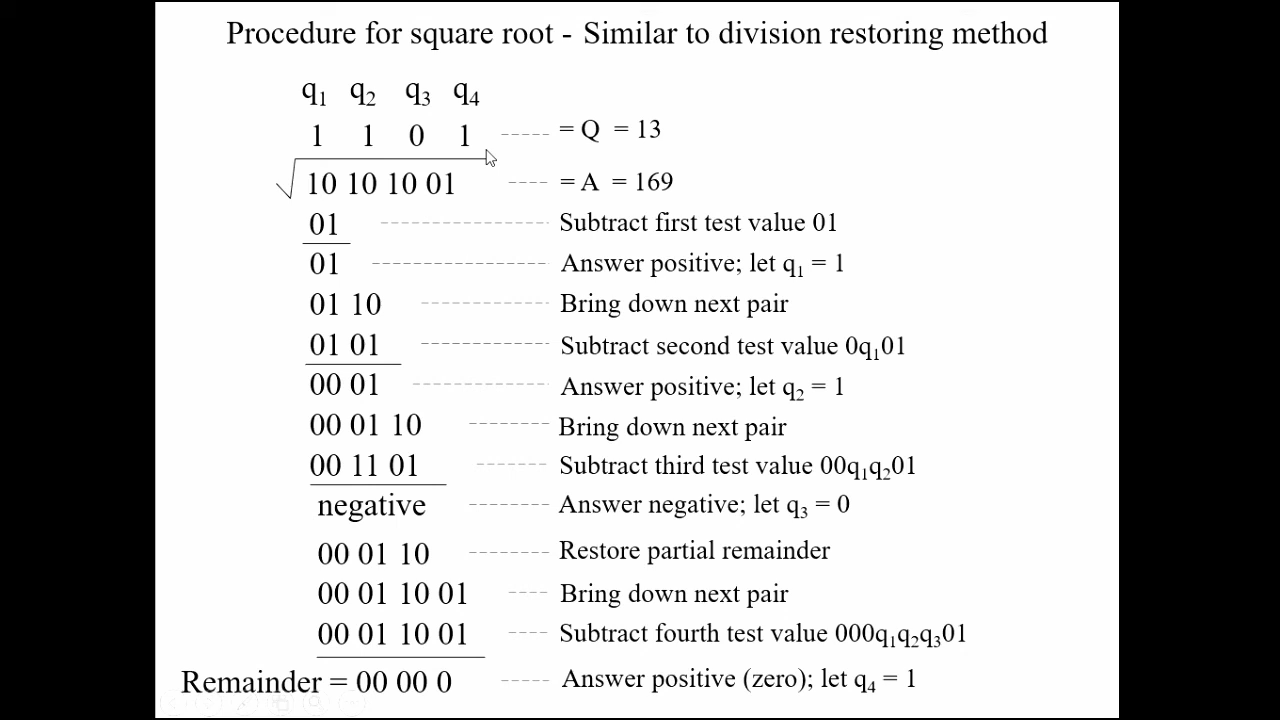 Procedure for square root - Similar to division restoring method
q1 q2 q3 q4
1 1 0 1 ----- = Q = 13
√10 10 10 01 ---- = A = 169
01 ---------------- Subtract first test value 01
01 ---------------- Answer positive; let q1 = 1
01 10 ------------ Bring down next pair
01 01 ------------ Subtract second test value 0q101
00 01 ------------- Answer positive; let q2 = 1
00 01 10 -------- Bring down next pair
00 11 01 ------- Subtract third test value 00q1q201
negative -------- Answer negative; let q3 = 0
00 01 10 -------- Restore partial remainder
00 01 10 01 ---- Bring down next pair
00 01 10 01 ---- Subtract fourth test value 000q1q2q301
Remainder = 00 00 0 ----- Answer positive (zero); let q4 = 1